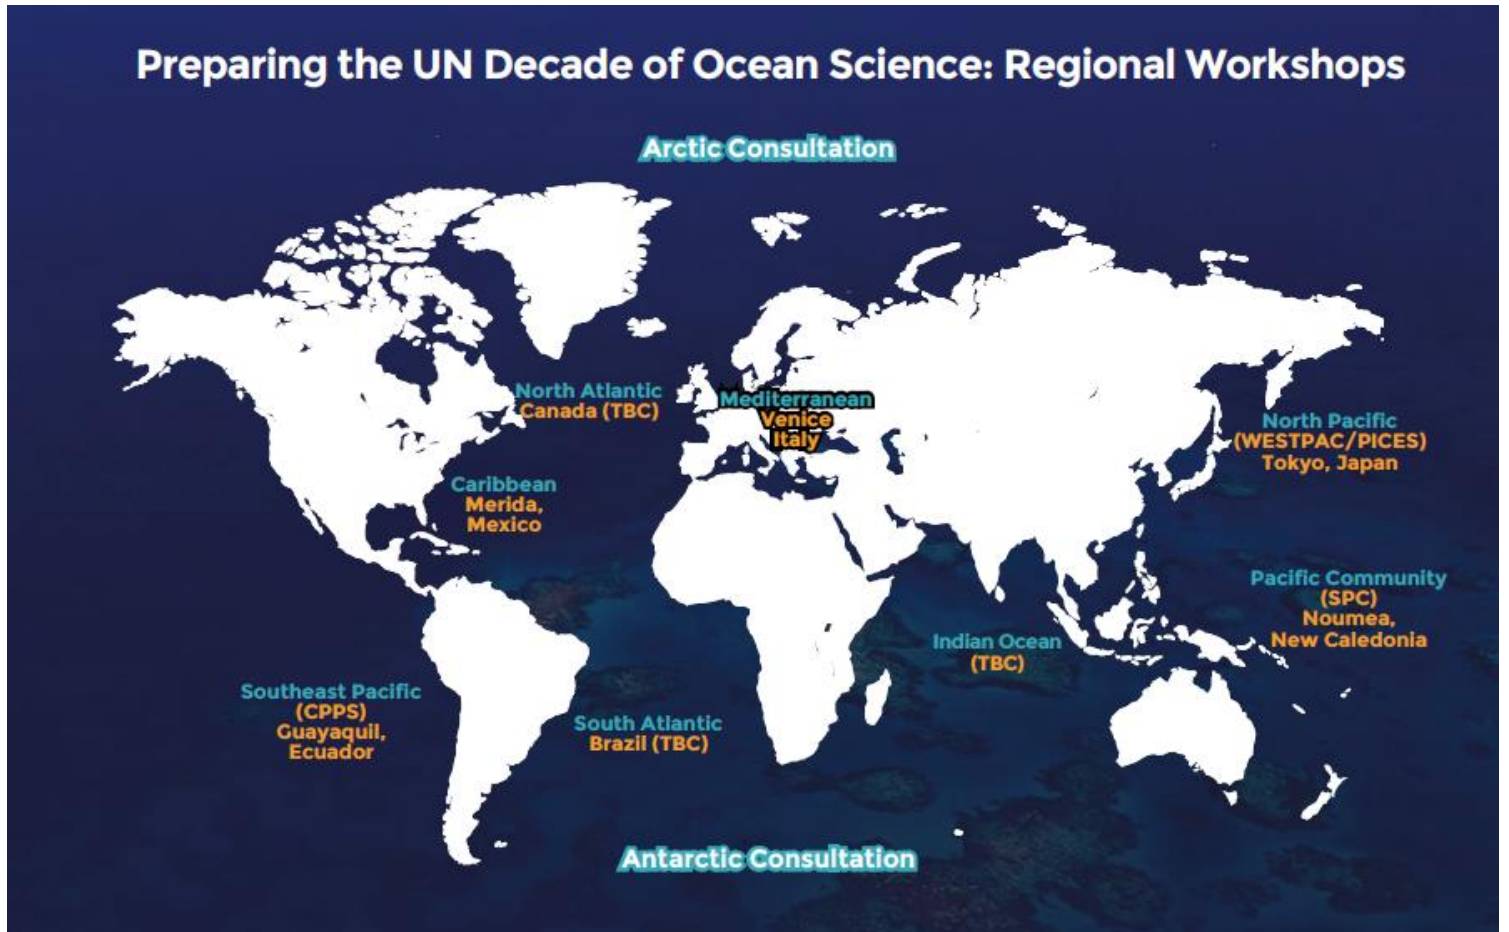 Preparing the UN Decade of Ocean Science: Regional Workshops
Arctic Consultation
North Atlantic
Canada (TBC)
Mediterranean
Venice
Italy
North Pacific
(WESTPAC/PICES)
Tokyo, Japan
Caribbean
Merida,
Mexico
Pacific Community
(SPC)
Noumea,
New Caledonia
Indian Ocean
(TBC)
Southeast Pacific
(CPPS)
Guayaquil,
Ecuador
South Atlantic
Brazil (TBC)
Antarctic Consultation